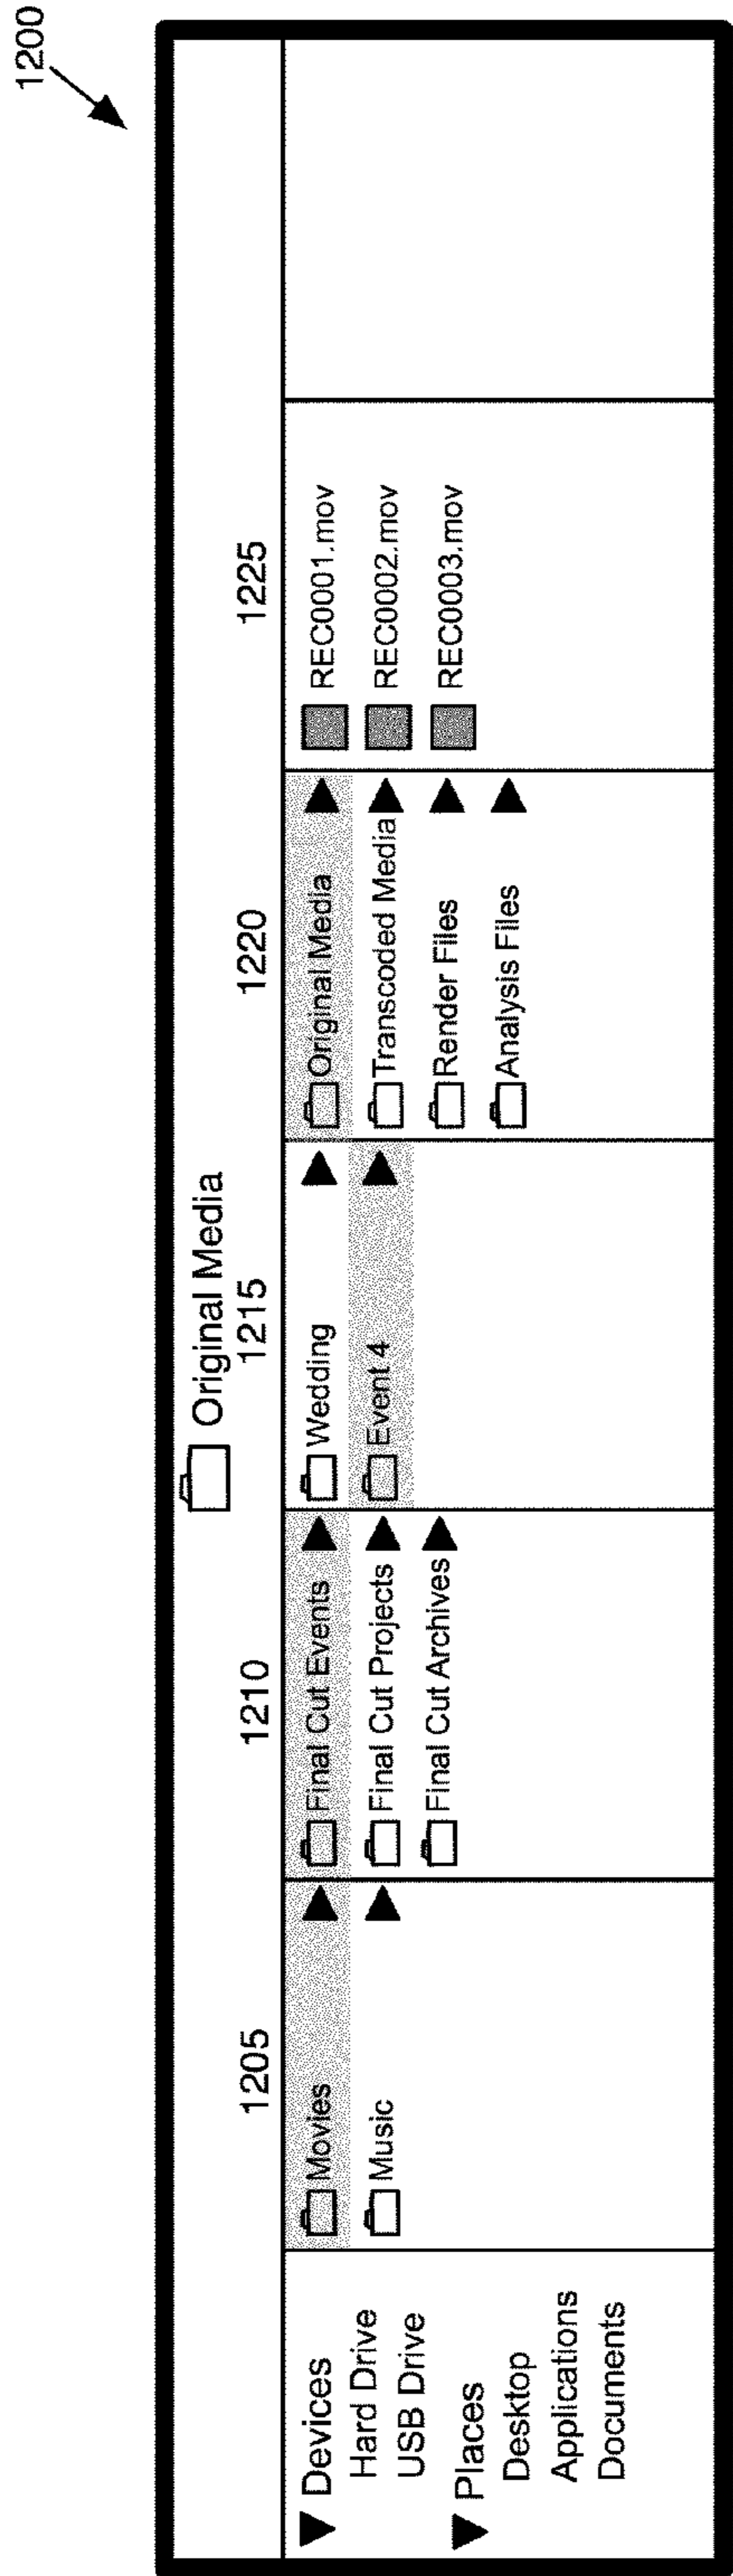 1200
Original Media
1205
1210
1215
1220
1225
Devices
Hard Drive
USB Drive
Places
Desktop
Applications
Documents
Movies
Music
Final Cut Events
Final Cut Projects
Final Cut Archives
Wedding
Event 4
Original Media
Transcoded Media
Render Files
Analysis Files
REC0001.mov
REC0002.mov
REC0003.mov